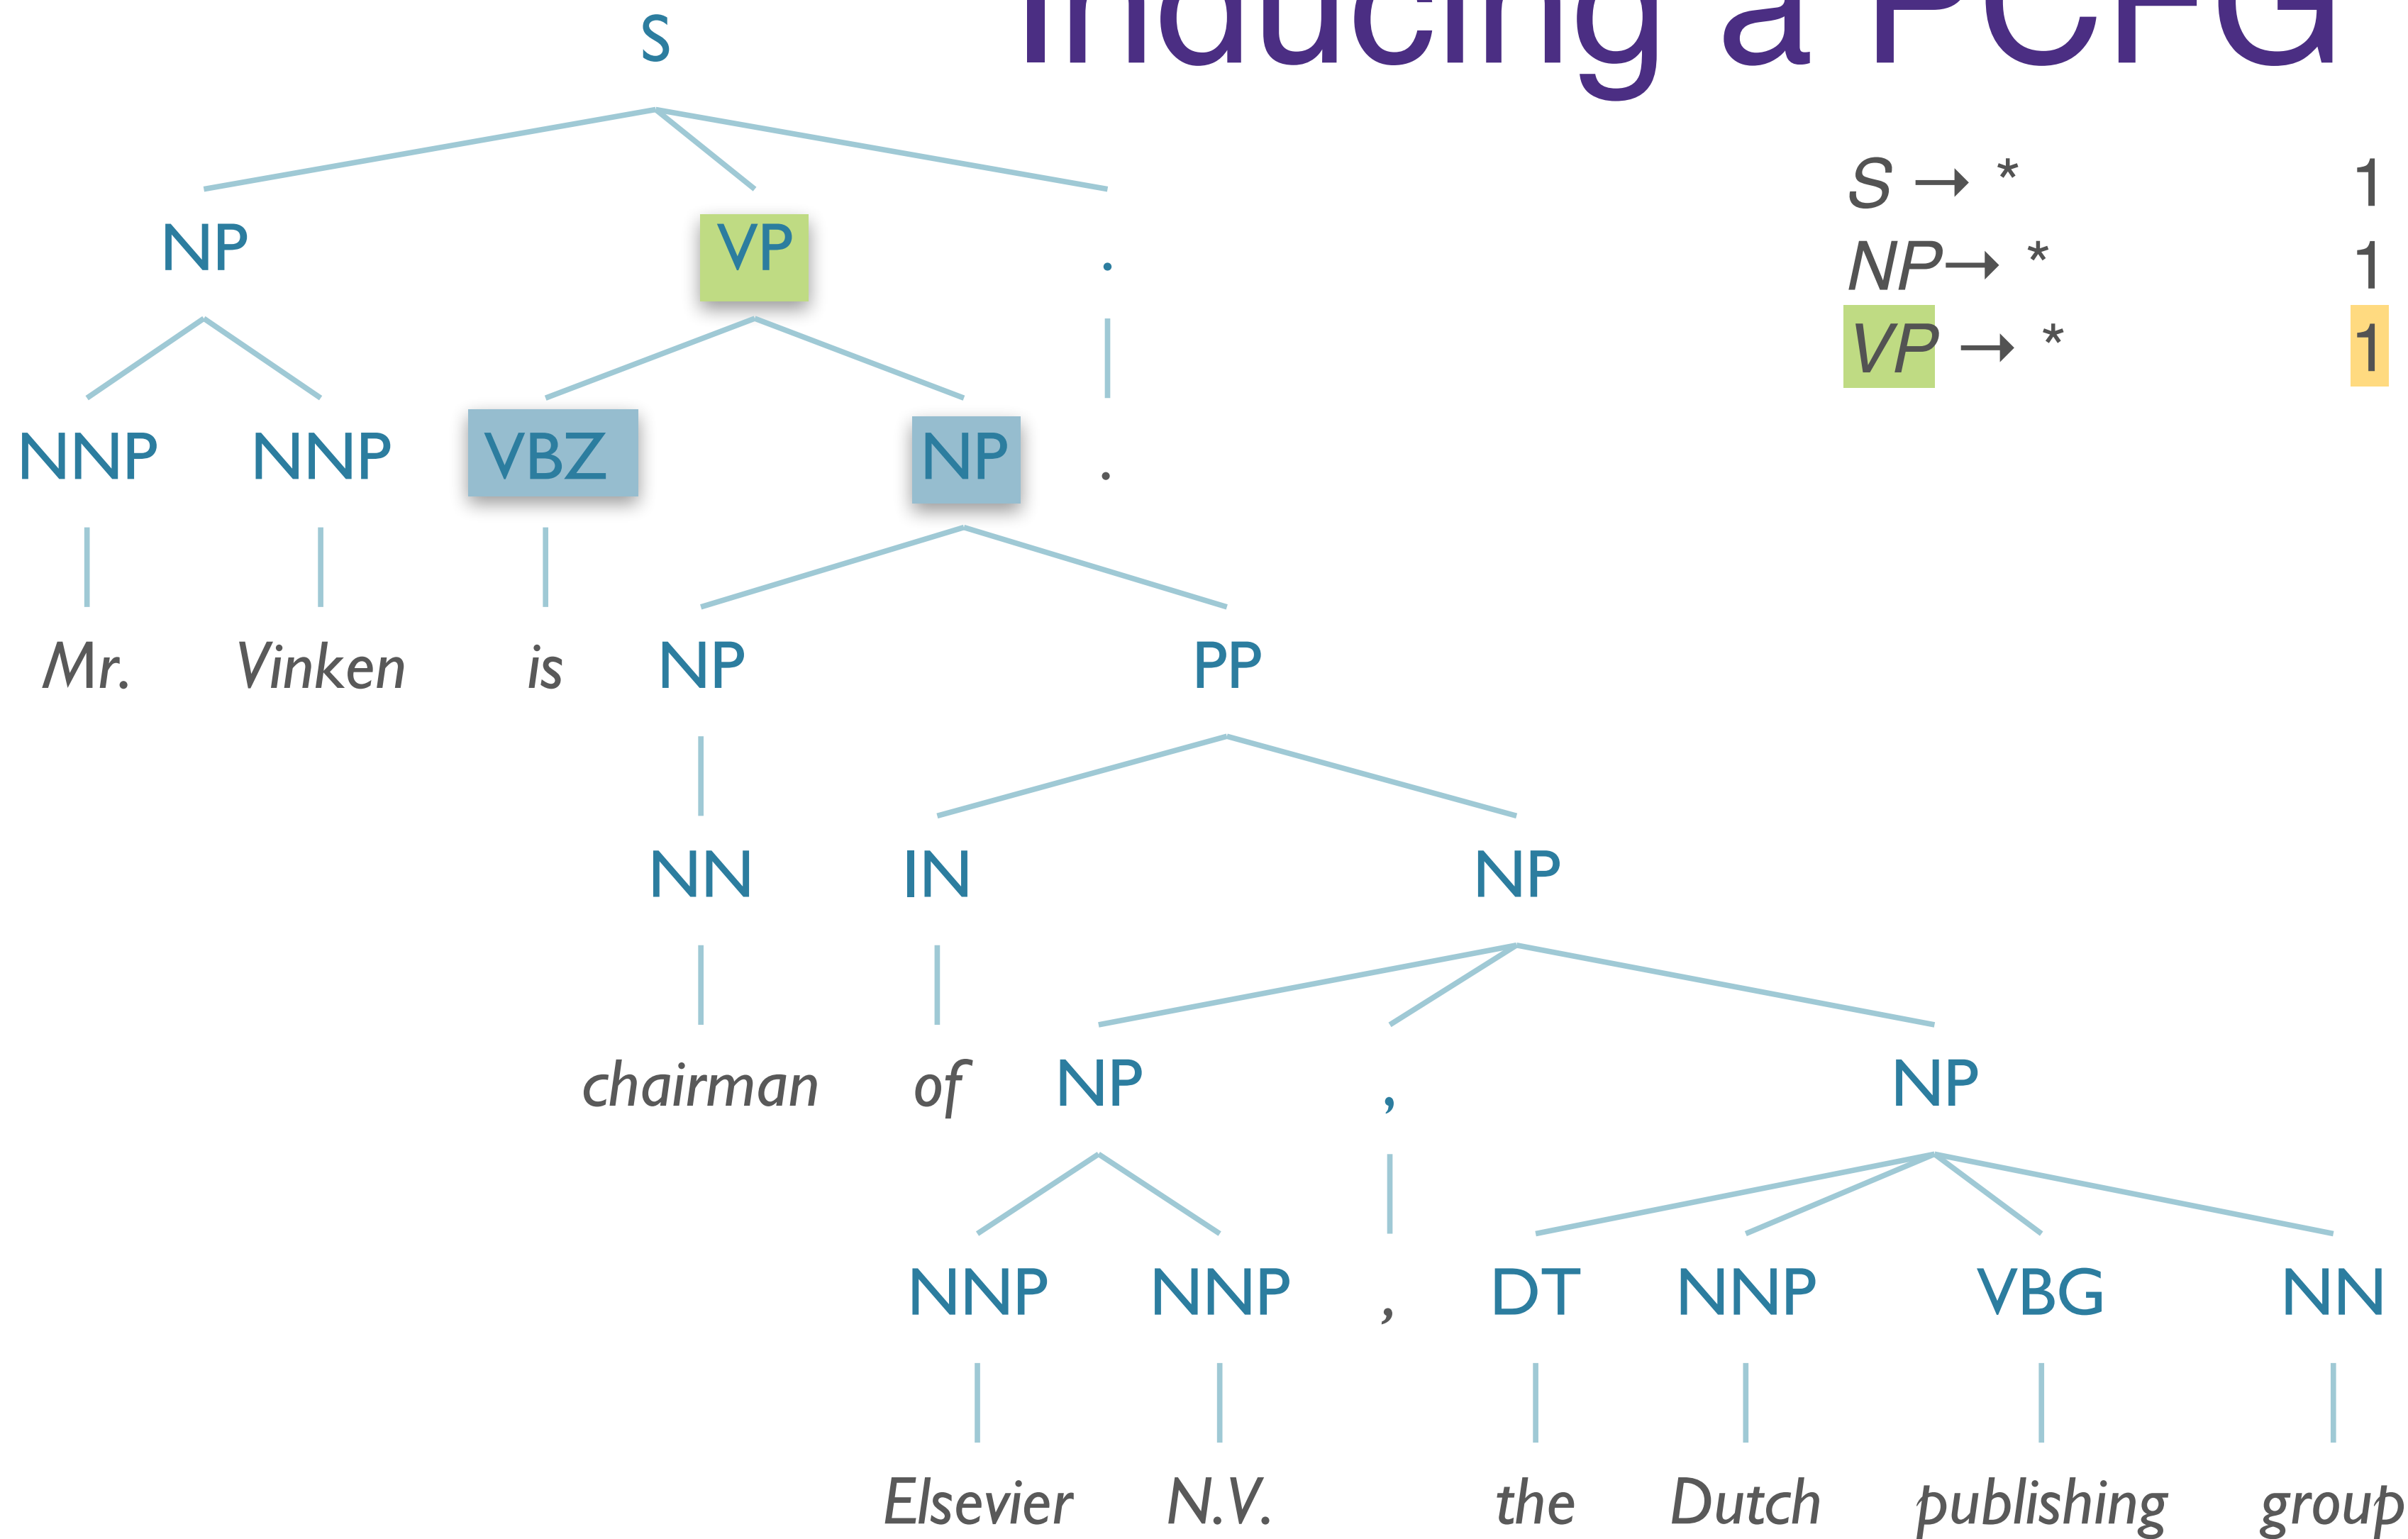 Inducing a PCFG
S
S → * 1
NP → * 1
NP VP .
VP → * 1
NNP NNP VBZ NP .
Mr. Vinken is NP PP
NN IN NP
chairman of NP , NP
NNP NNP , DT NNP VBG NN
Elsevier N.V. the Dutch publishing group